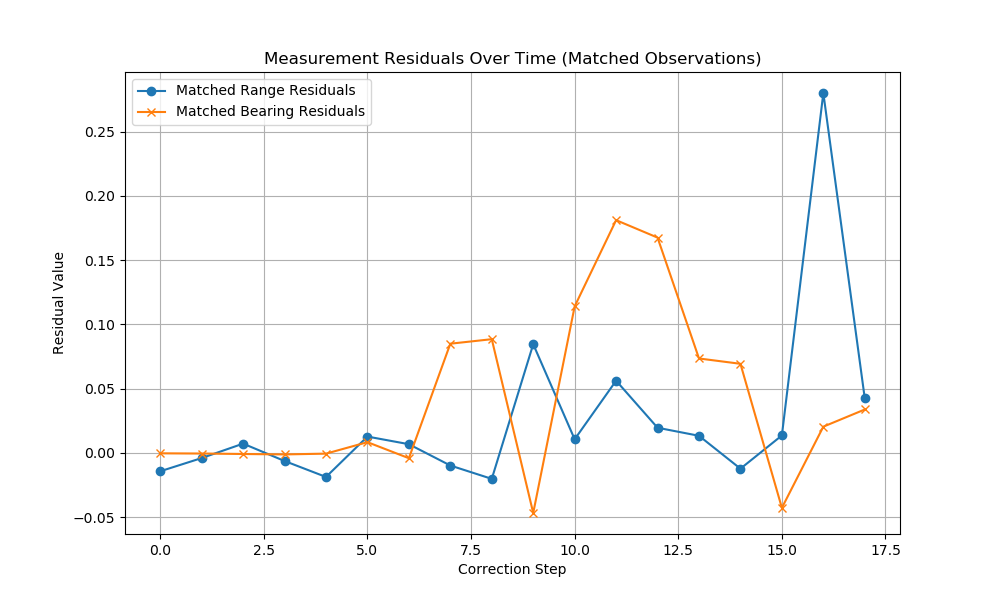 Measurement Residuals Over Time (Matched Observations)
Matched Range Residuals
Matched Bearing Residuals
Residual Value
0.25
0.20
0.15
0.10
0.05
0.00
−0.05
0.0 2.5 5.0 7.5 10.0 12.5 15.0 17.5
Correction Step